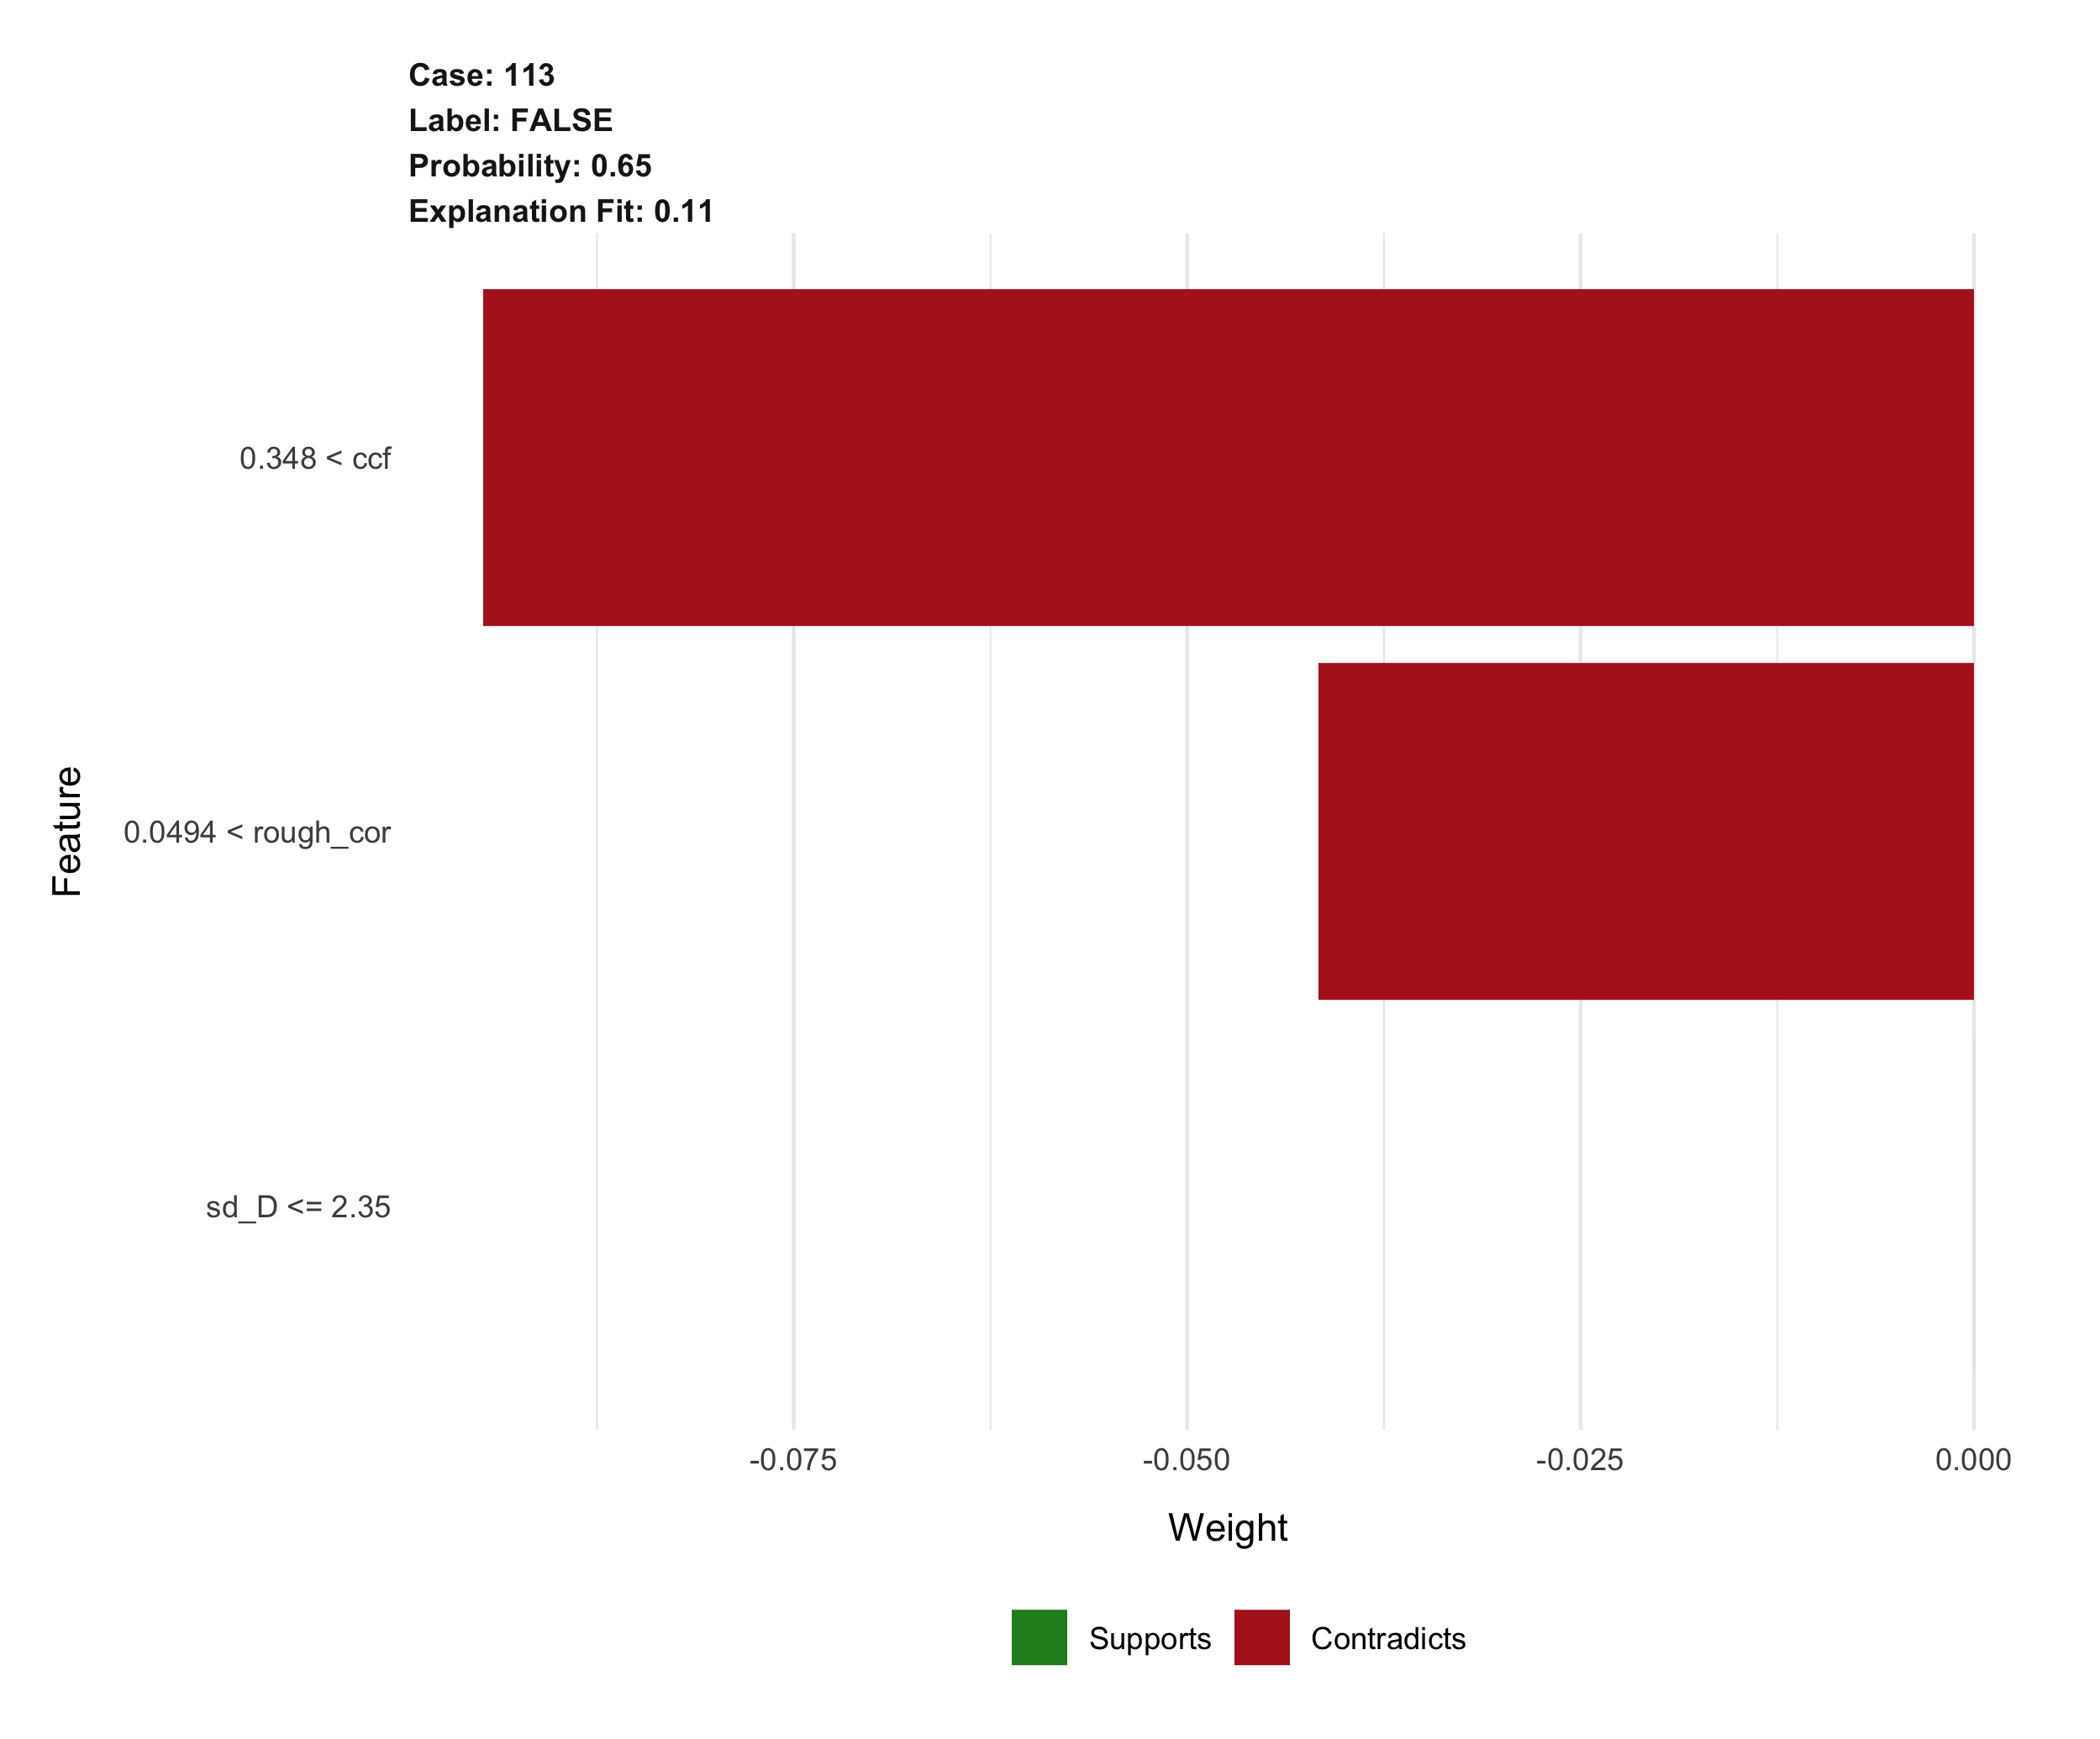 Case: 113
Label: FALSE
Probability: 0.65
Explanation Fit: 0.11
Feature
0.348 < ccf
0.0494 < rough_cor
sd_D <= 2.35
-0.075 -0.050 -0.025 0.000
Weight
Supports Contradicts